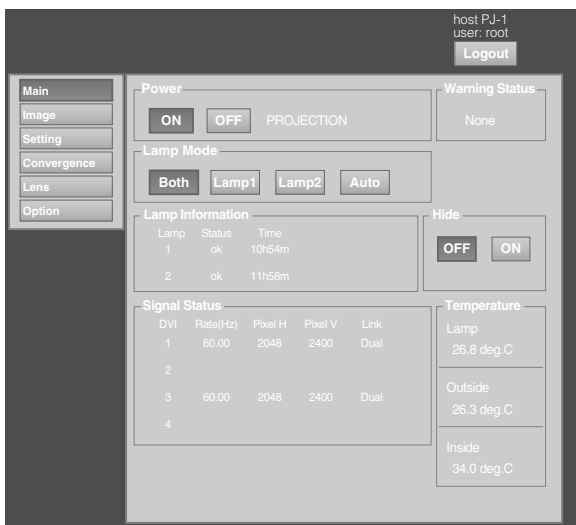 host PJ-1
user: root
Logout
Main
Image
Setting
Convergence
Lens
Option
Power
ON OFF PROJECTION
Warning Status
None
Lamp Mode
Both Lamp1 Lamp2 Auto
Lamp Information
Lamp Status Time
1 ok 10h54m
2 ok 11h58m
Hide
OFF ON
Signal Status
DVI Rate(Hz) Pixel H Pixel V Link
1 60.00 2048 2400 Dual
2
3 60.00 2048 2400 Dual
4
Temperature
Lamp
26.8 deg.C
Outside
26.3 deg.C
Inside
34.0 deg.C